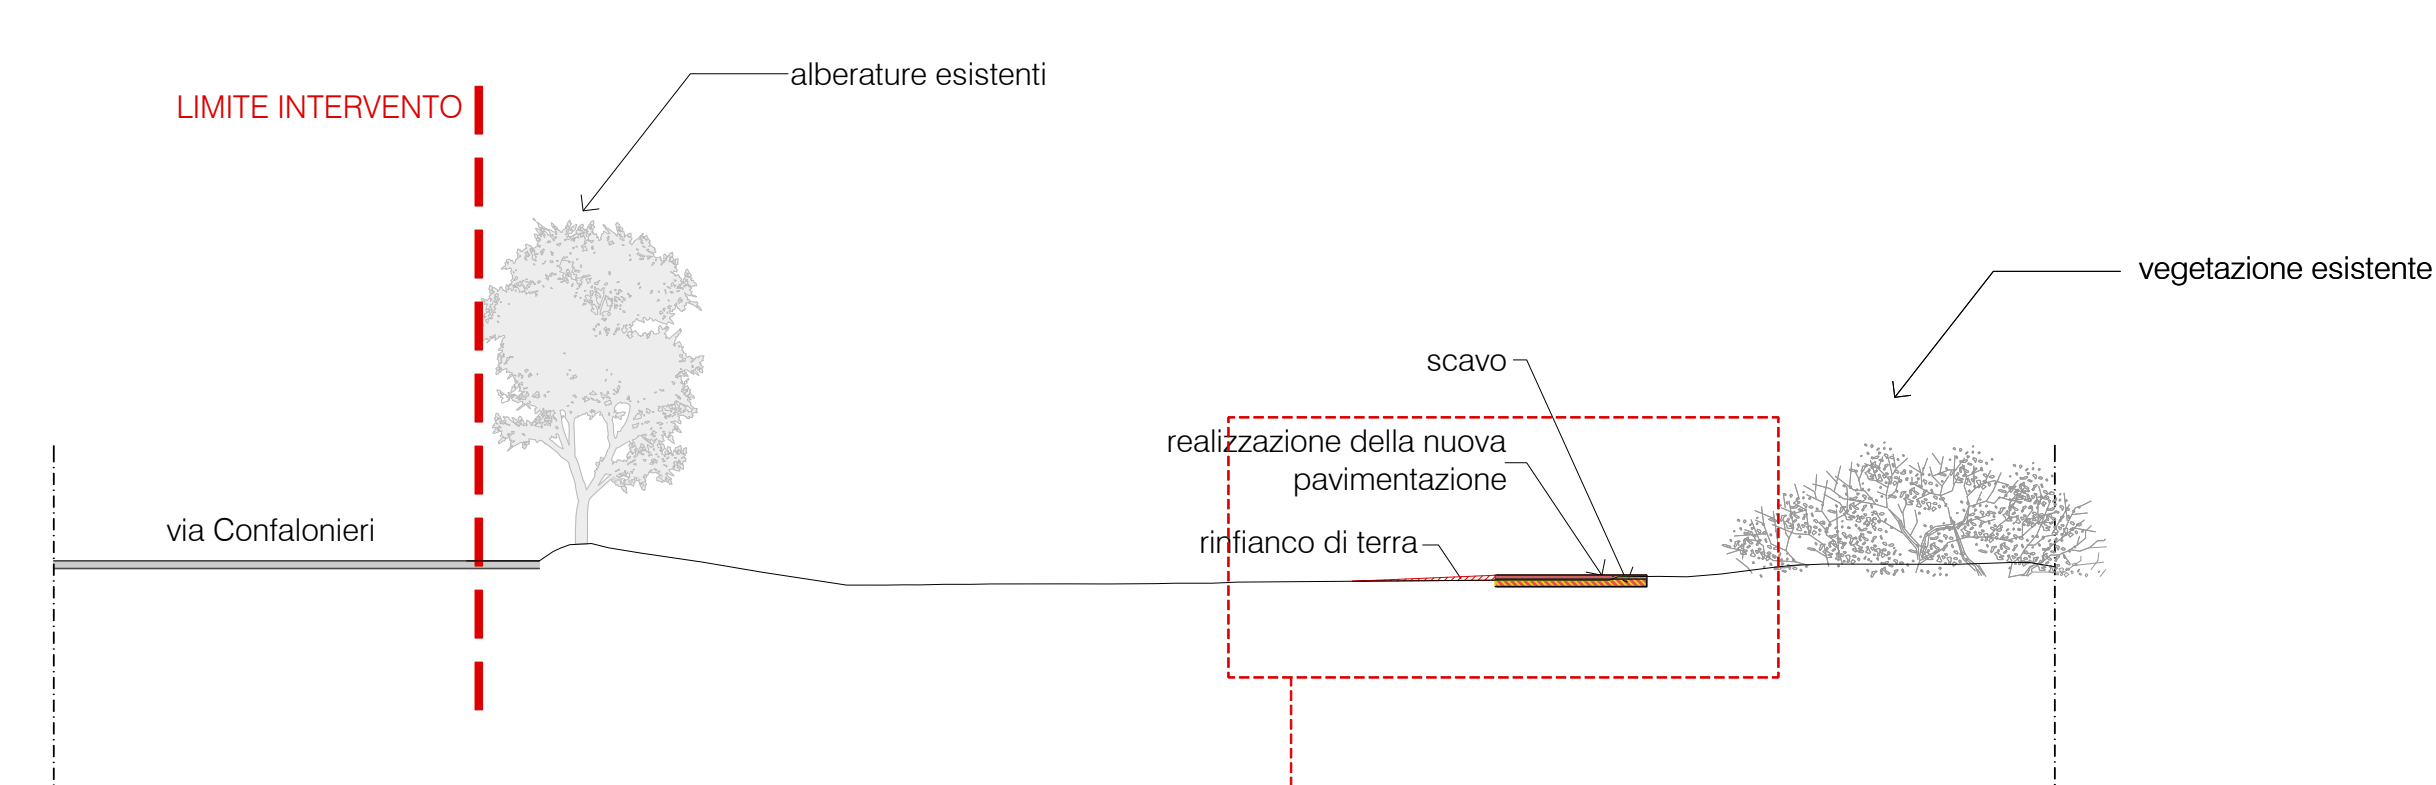 alberature esistenti
LIMITE INTERVENTO
vegetazione esistente
scavo
realizzazione della nuova
pavimentazione
via Confalonieri
rinfianco di terra